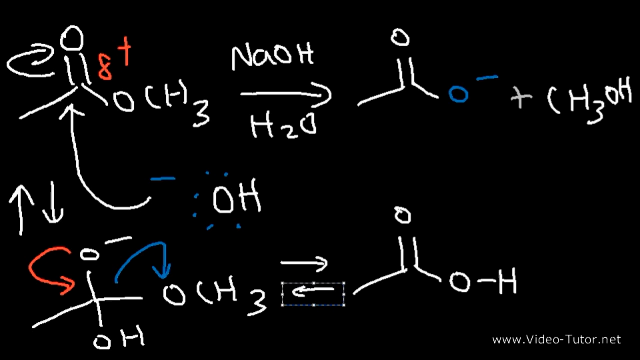 O δ+ OCH3 NaOH H2O O O− + CH3OH
− OH
O− OCH3 OH O O-H
www.Video-Tutor.net